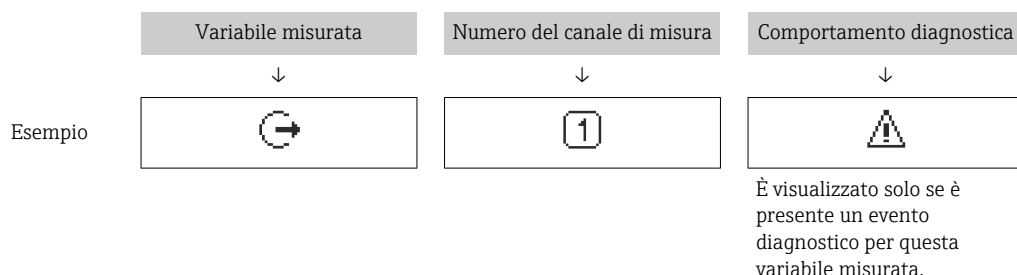 Variabile misurata
Numero del canale di misura
Comportamento diagnostica
↓
↓
↓
Esempio
1
È visualizzato solo se è
presente un evento
diagnostico per questa
variabile misurata.